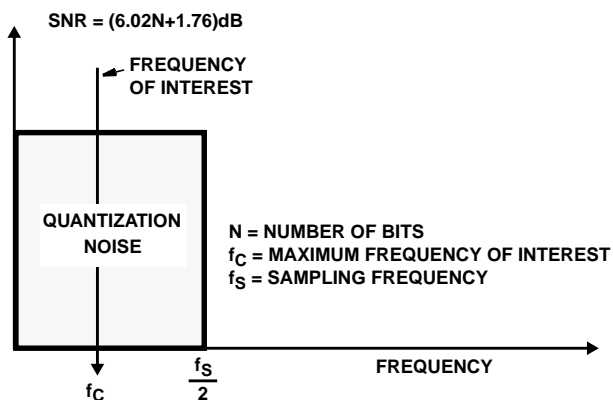 SNR = (6.02N+1.76)dB
FREQUENCY
OF INTEREST
QUANTIZATION
NOISE
N = NUMBER OF BITS
fC = MAXIMUM FREQUENCY OF INTEREST
fS = SAMPLING FREQUENCY
fC
fS
2
FREQUENCY